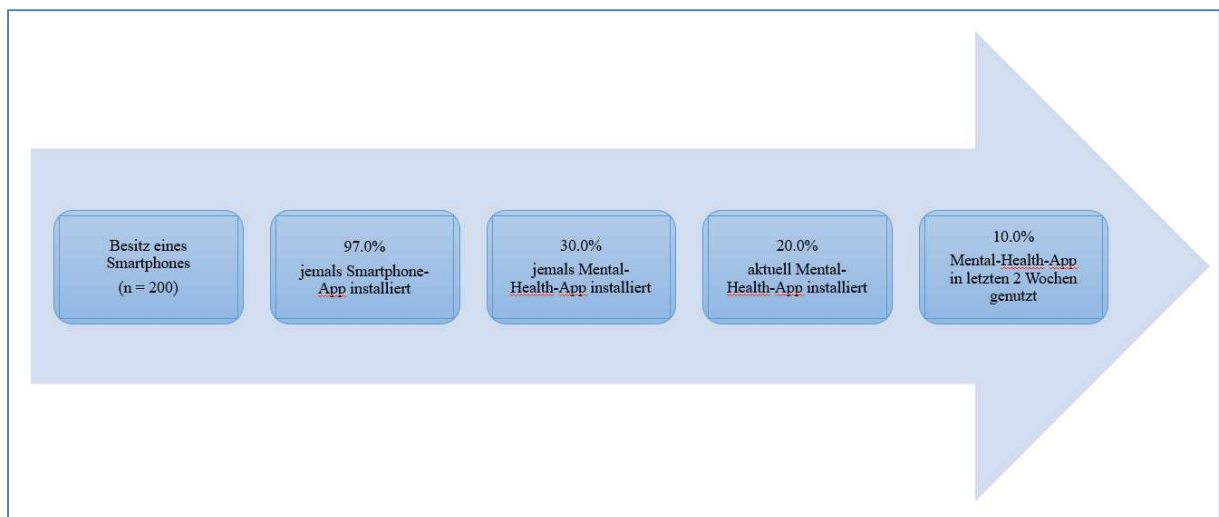 Besitz eines
Smartphones
(n = 200)
97.0%
jemals Smartphone-
App installiert
30.0%
jemals Mental-
Health-App installiert
20.0%
aktuell Mental-
Health-App installiert
10.0%
Mental-Health-App
in letzten 2 Wochen
genutzt